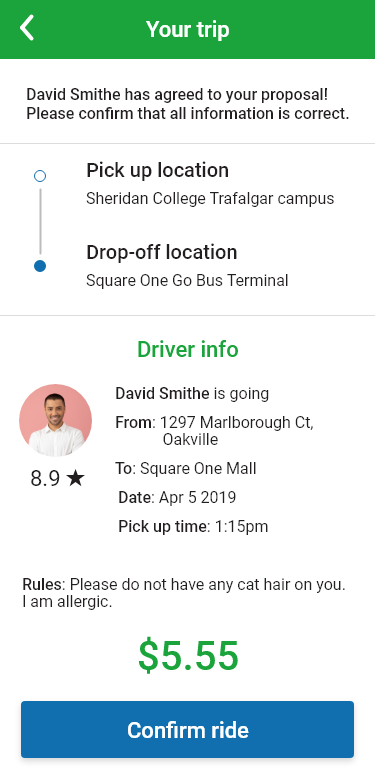 Your trip
David Smithe has agreed to your proposal!
Please confirm that all information is correct.
Pick up location
Sheridan College Trafalgar campus
Drop-off location
Square One Go Bus Terminal
Driver info
David Smithe is going
From: 1297 Marlborough Ct,
Oakville
To: Square One Mall
Date: Apr 5 2019
Pick up time: 1:15pm
8.9 ★
Rules: Please do not have any cat hair on you.
I am allergic.
$5.55
Confirm ride